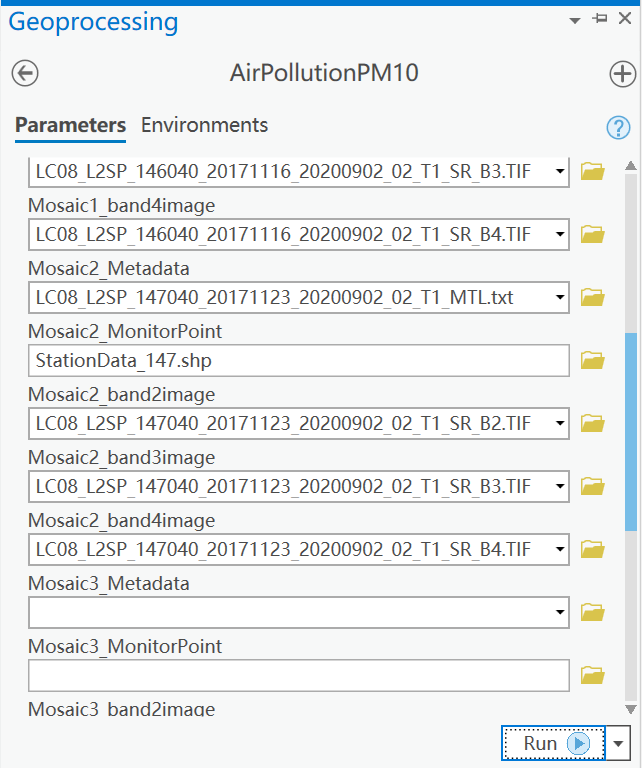 Geoprocessing
AirPollutionPM10
Parameters Environments
?
LC08_L2SP_146040_20171116_20200902_02_T1_SR_B3.TIF
Mosaic1_band4image
LC08_L2SP_146040_20171116_20200902_02_T1_SR_B4.TIF
Mosaic2_Metadata
LC08_L2SP_147040_20171123_20200902_02_T1_MTL.txt
Mosaic2_MonitorPoint
StationData_147.shp
Mosaic2_band2image
LC08_L2SP_147040_20171123_20200902_02_T1_SR_B2.TIF
Mosaic2_band3image
LC08_L2SP_147040_20171123_20200902_02_T1_SR_B3.TIF
Mosaic2_band4image
LC08_L2SP_147040_20171123_20200902_02_T1_SR_B4.TIF
Mosaic3_Metadata
Mosaic3_MonitorPoint
Mosaic3_band2image
Run